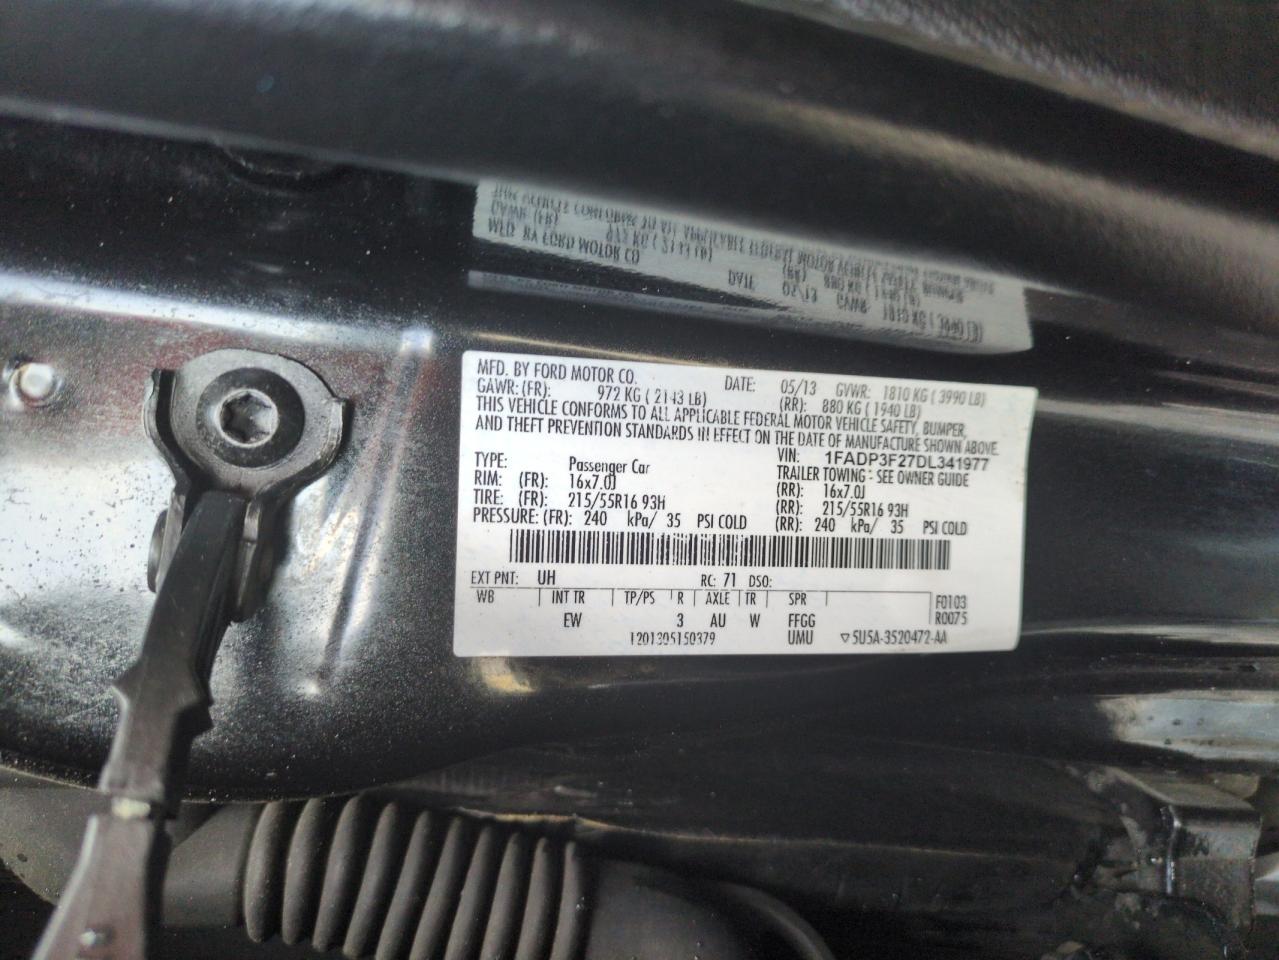 MFD. BY FORD MOTOR CO. DATE: 05/13 GVWR: 1810 KG ( 3990 LB)
GAWR: (FR): 972 KG ( 2143 LB) (RR): 880 KG ( 1940 LB)
THIS VEHICLE CONFORMS TO ALL APPLICABLE FEDERAL MOTOR VEHICLE SAFETY, BUMPER,
AND THEFT PREVENTION STANDARDS IN EFFECT ON THE DATE OF MANUFACTURE SHOWN ABOVE.
VIN: 1FADP3F27DL341977
TYPE: Passenger Car TRAILER TOWING - SEE OWNER GUIDE
RIM: (FR): 16x7.0J (RR): 16x7.0J
TIRE: (FR): 215/55R16 93H (RR): 215/55R16 93H
PRESSURE: (FR): 240 kPa/ 35 PSI COLD (RR): 240 kPa/ 35 PSI COLD
EXT PNT: UH RC: 71 DSO:
WB INT TR TP/PS R AXLE TR SPR F0103
EW 3 AU W FFGG R0075
1201305150379 UMU ▽5U5A-3520472-AA